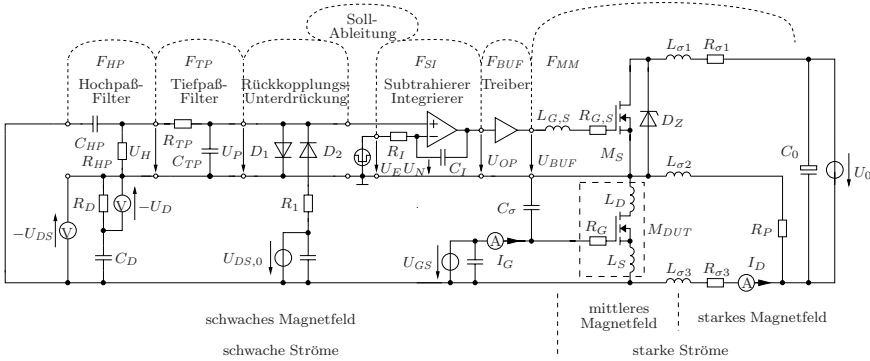 Soll-
Ableitung
F_HP
F_TP
F_SI
F_BUF
F_MM
Hochpaß-
Filter
Tiefpaß-
Filter
Rückkopplungs-
Unterdrückung
Subtrahierer
Integrierer
Treiber
L_σ1
R_σ1
C_HP
R_HP
U_H
R_TP
C_TP
U_P
D_1
D_2
R_I
U_E
U_N
C_I
+
−
U_OP
U_BUF
L_G,S
R_G,S
M_S
D_Z
C_0
U_0
L_σ2
−U_DS
V
R_D
V
−U_D
C_D
R_1
U_DS,0
C_σ
U_GS
A
I_G
R_G
L_D
M_DUT
L_S
R_P
L_σ3
R_σ3
A
I_D
schwaches Magnetfeld
mittleres
Magnetfeld
starkes Magnetfeld
schwache Ströme
starke Ströme